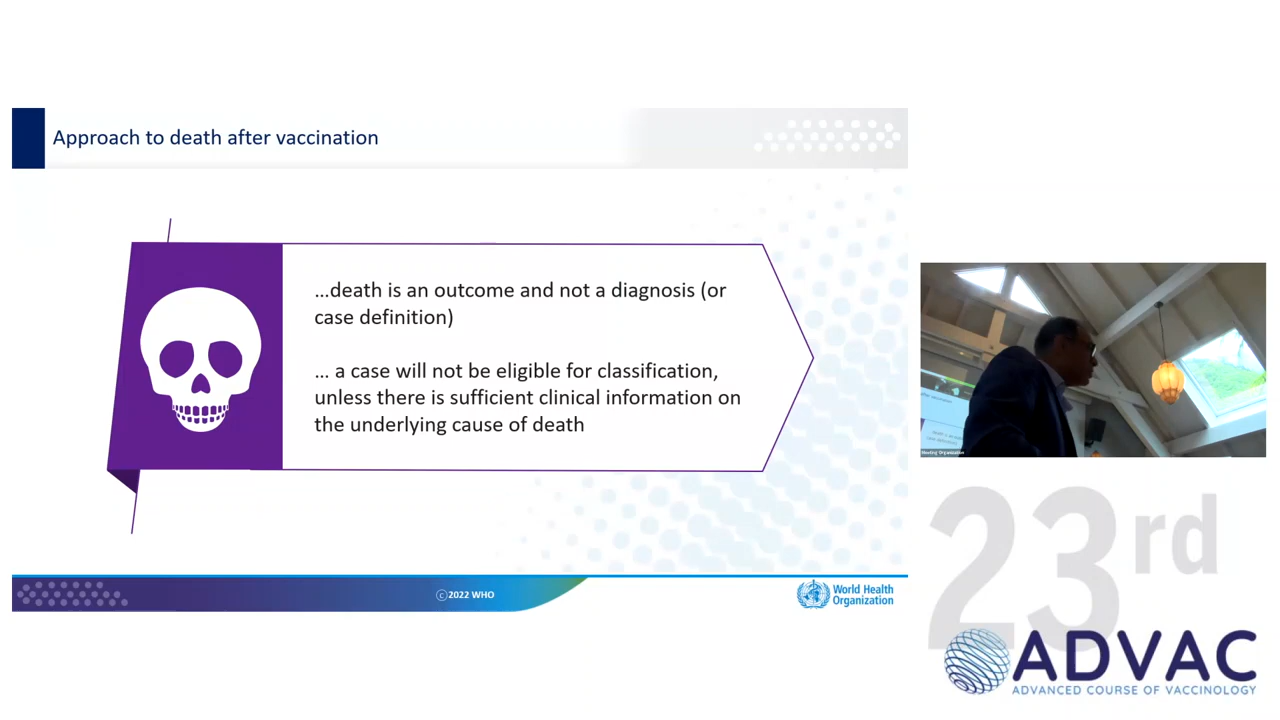 Approach to death after vaccination
...death is an outcome and not a diagnosis (or
case definition)
... a case will not be eligible for classification,
unless there is sufficient clinical information on
the underlying cause of death
©2022 WHO
World Health
Organization
Meeting Organization
23rd
ADVAC
ADVANCED COURSE OF VACCINOLOGY